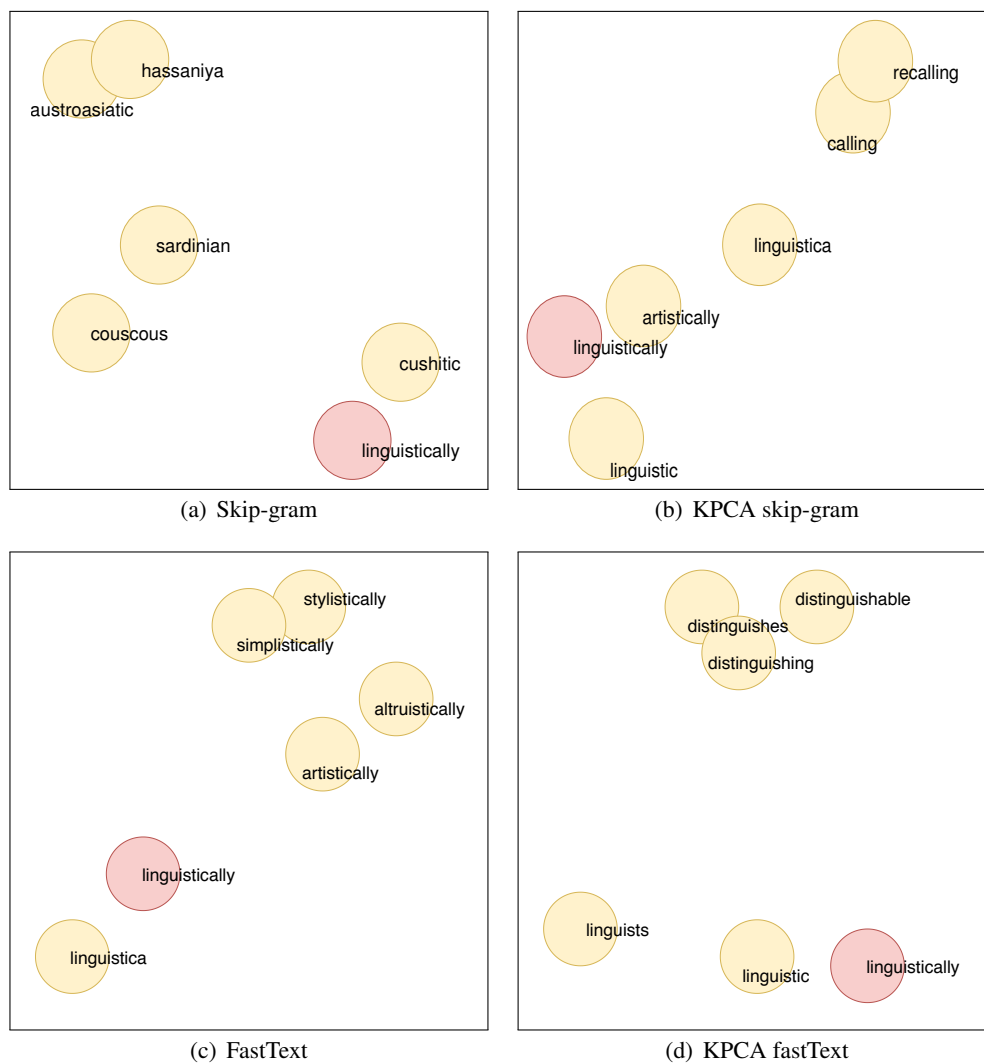 hassaniya
austroasiatic
sardinian
couscous
cushitic
linguistically
(a) Skip-gram
recalling
calling
linguistica
artistically
linguistically
linguistic
(b) KPCA skip-gram
stylistically
simplistically
altruistically
artistically
linguistically
linguistica
(c) FastText
distinguishable
distinguishes
distinguishing
linguists
linguistic
linguistically
(d) KPCA fastText